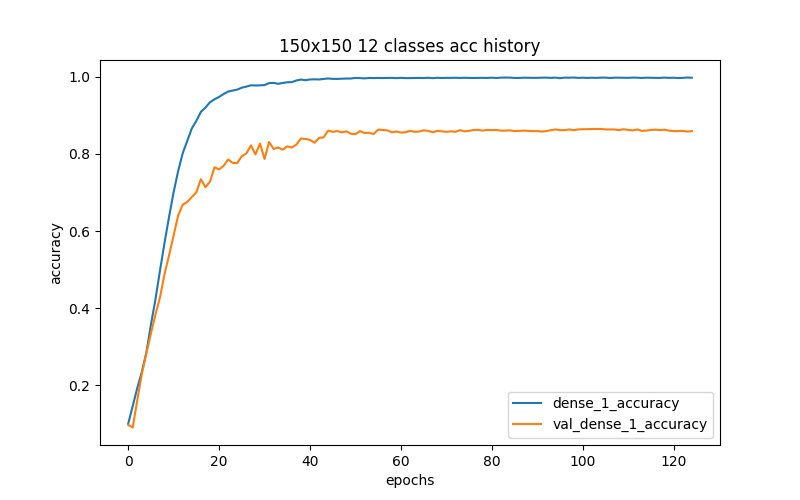 150x150 12 classes acc history
1.0
0.8
0.6
0.4
0.2
accuracy
0 20 40 60 80 100 120
epochs
dense_1_accuracy
val_dense_1_accuracy